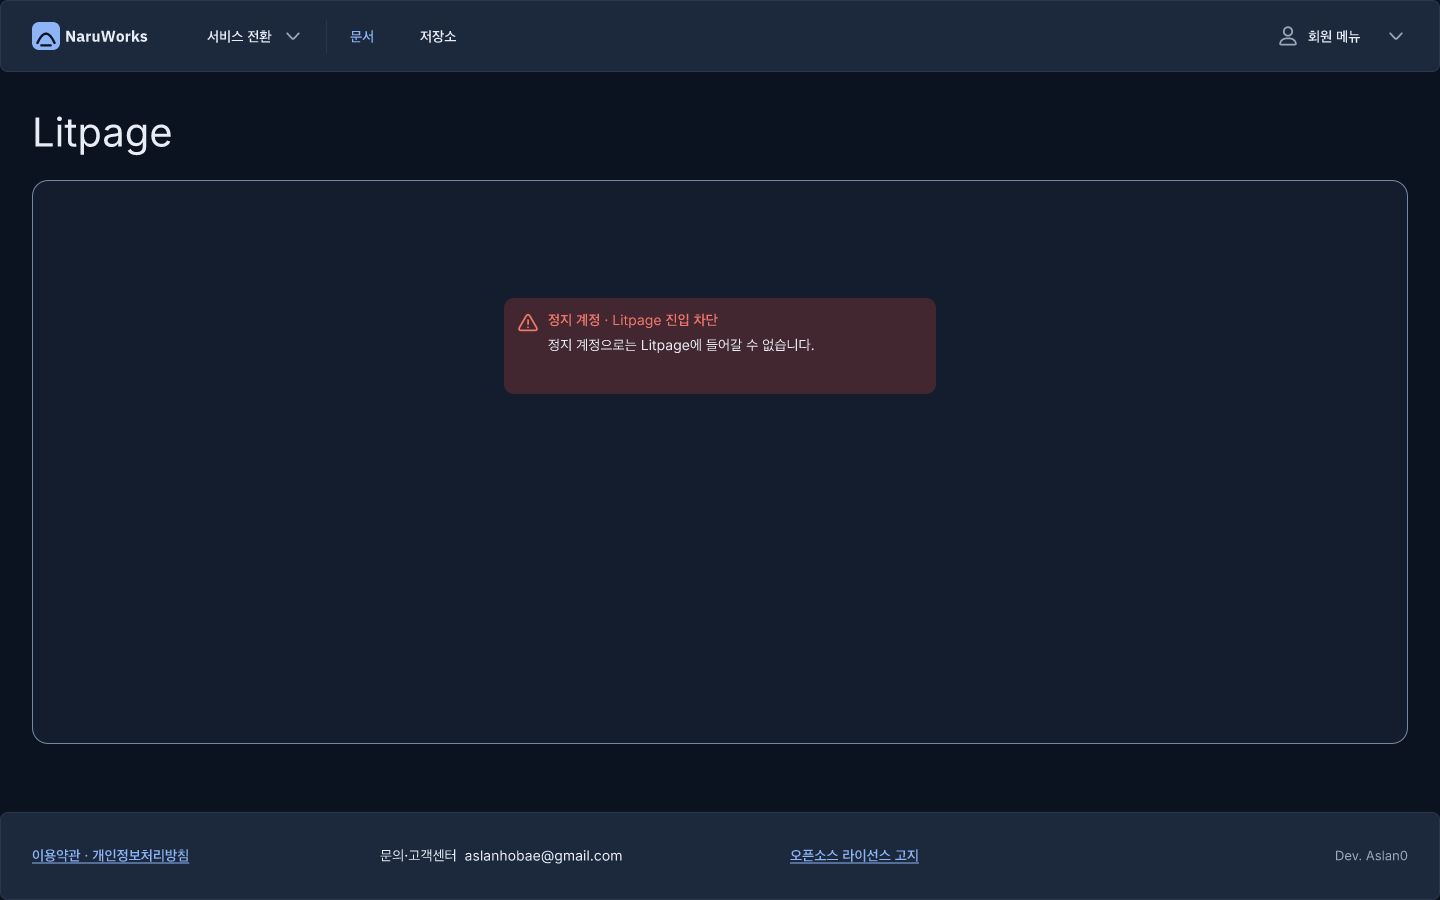 NaruWorks
서비스 전환
문서
저장소
회원 메뉴
Litpage
정지 계정 · Litpage 진입 차단
정지 계정으로는 Litpage에 들어갈 수 없습니다.
이용약관 · 개인정보처리방침
문의·고객센터 aslanhobae@gmail.com
오픈소스 라이선스 고지
Dev. Aslan0